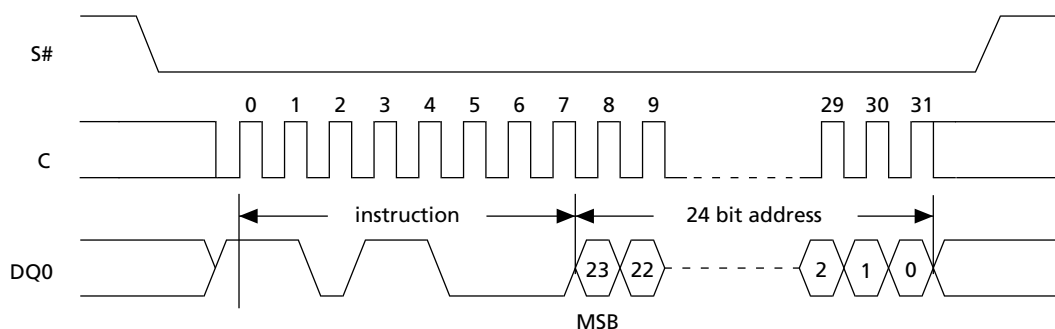 S#
0 1 2 3 4 5 6 7 8 9 29 30 31
C
instruction 24 bit address
DQ0 23 22 2 1 0
MSB